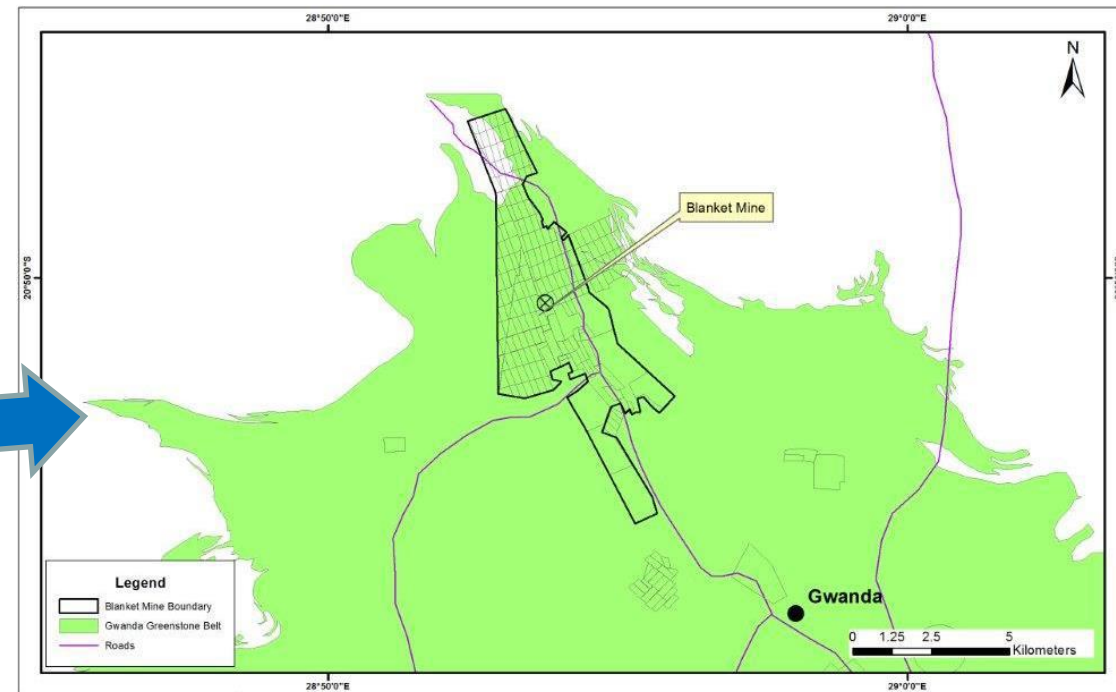 28°50'0"E 29°0'0"E
N
Blanket Mine
20°50'0"S
Legend
Blanket Mine Boundary
Gwanda Greenstone Belt
Roads
Gwanda
0 1.25 2.5 5
Kilometers
28°50'0"E 29°0'0"E